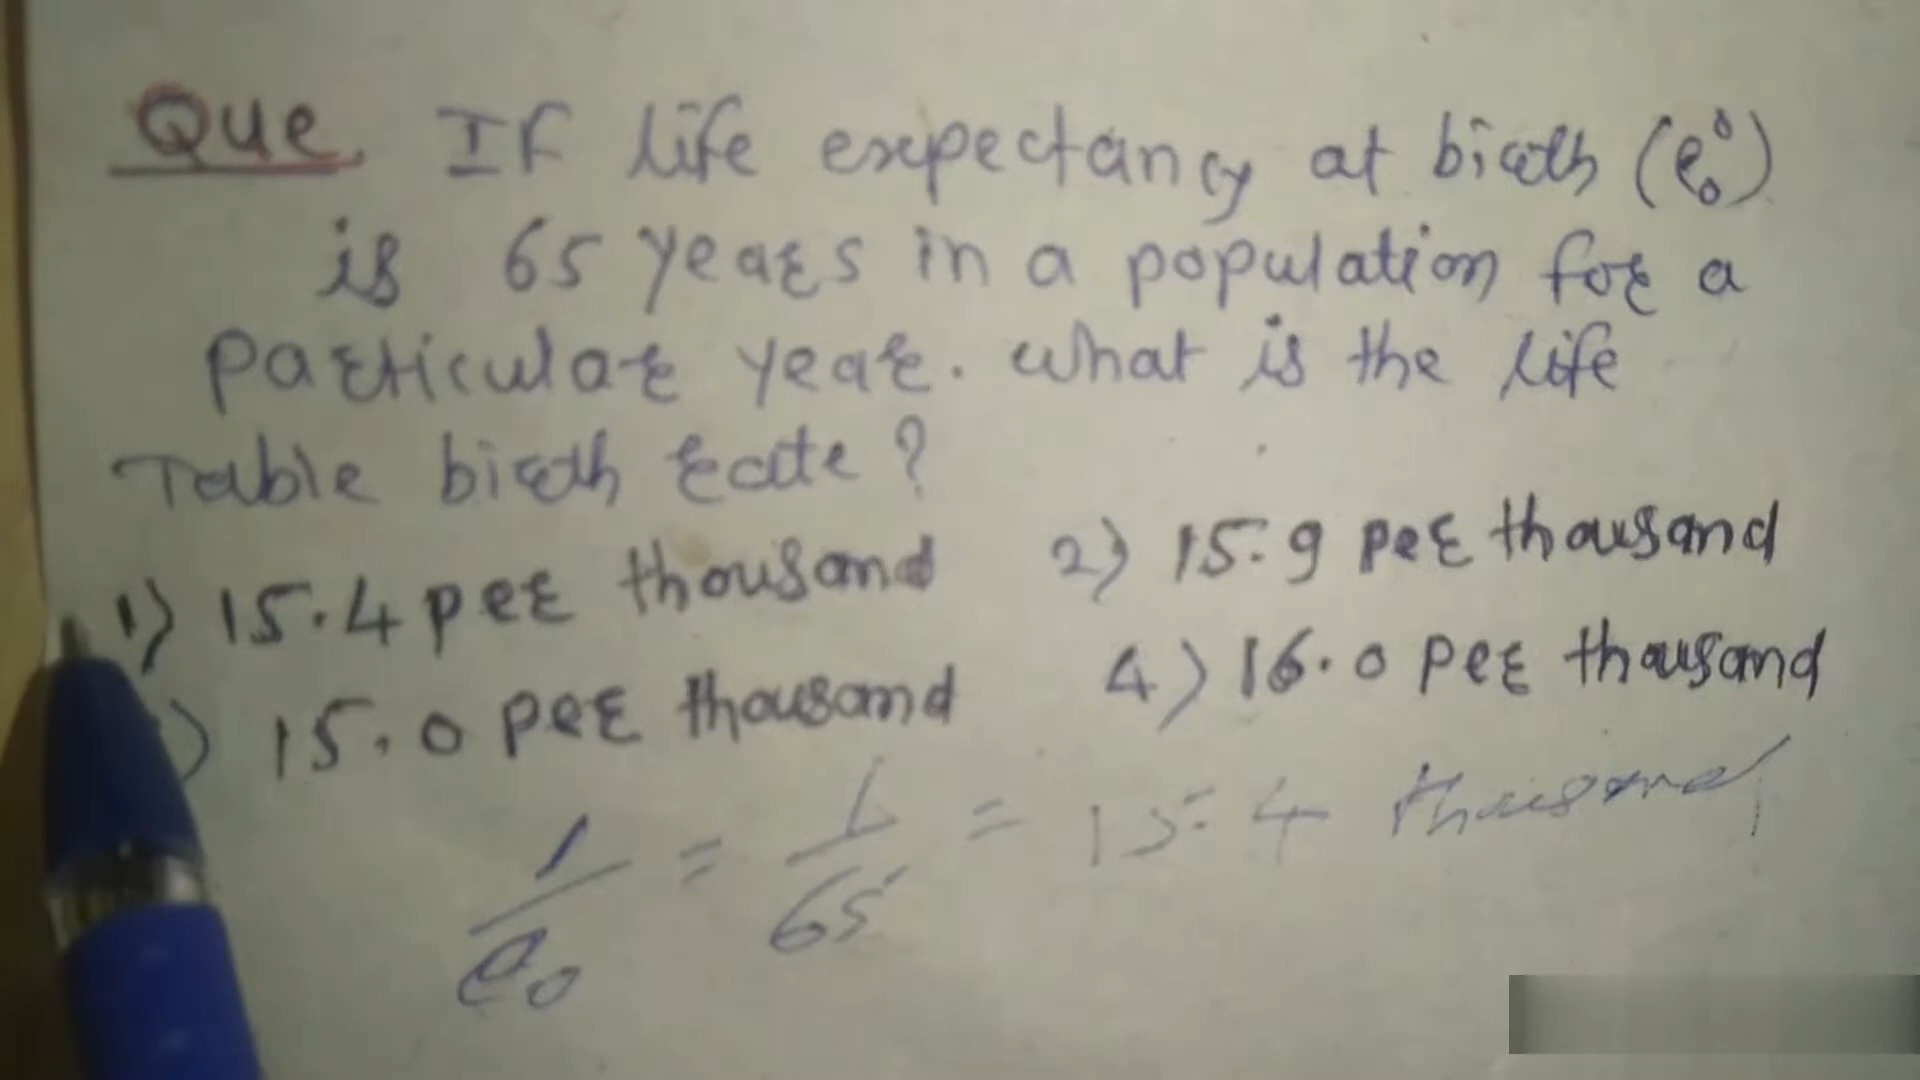 Que. If life expectancy at birth (e°₀)
is 65 years in a population for a
particular year. what is the life
Table birth rate ?
1) 15.4 per thousand 2) 15.9 per thousand
) 15.0 per thousand 4) 16.0 per thousand
1/e₀ = 1/65 = 15.4 thousand